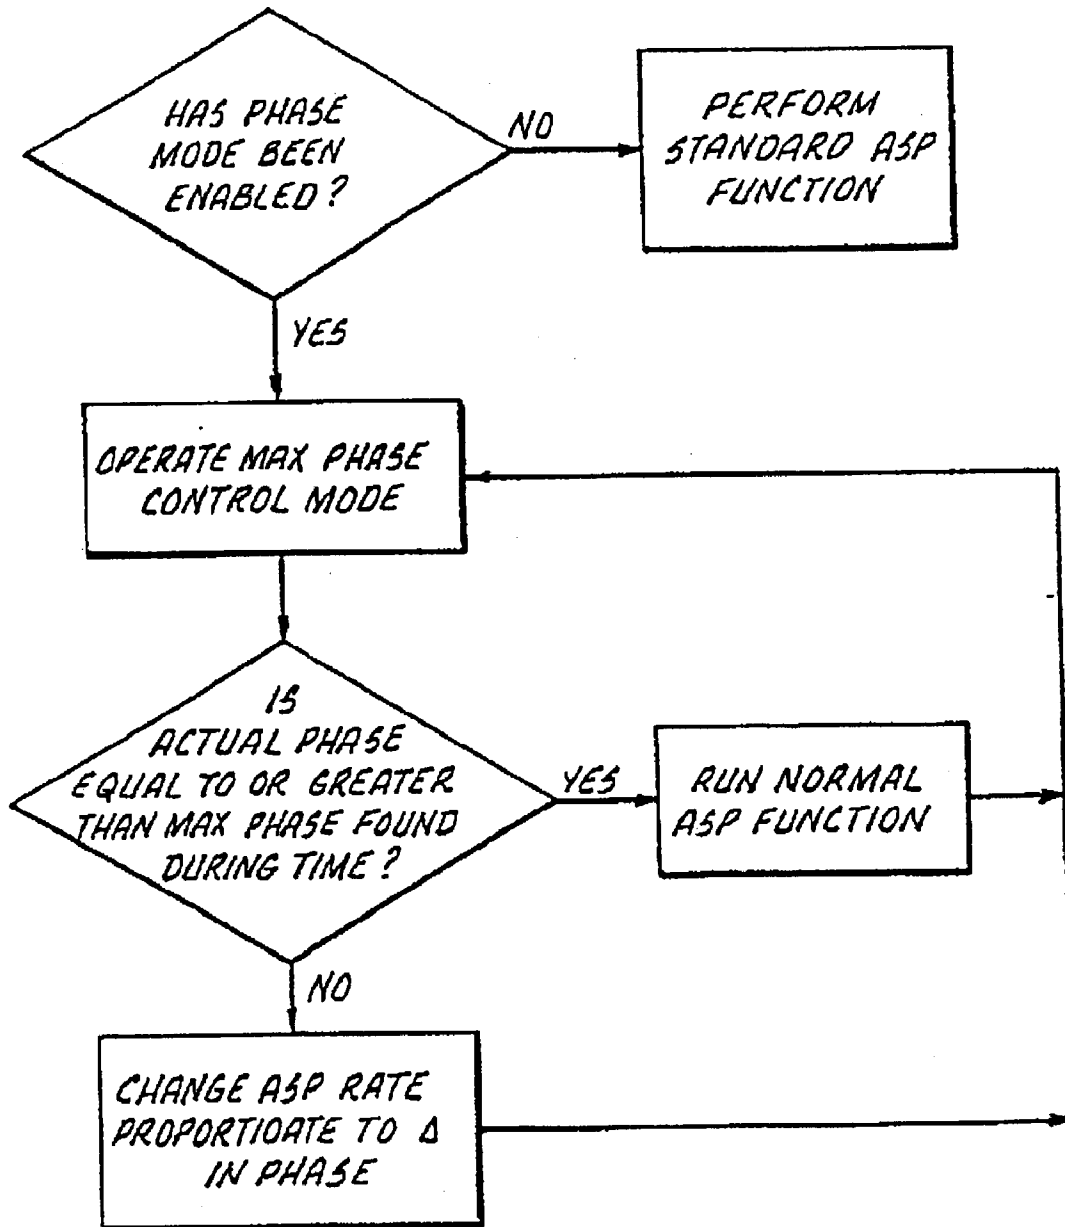 HAS PHASE
MODE BEEN
ENABLED?
NO
PERFORM
STANDARD ASP
FUNCTION
YES
OPERATE MAX PHASE
CONTROL MODE
IS
ACTUAL PHASE
EQUAL TO OR GREATER
THAN MAX PHASE FOUND
DURING TIME?
YES
RUN NORMAL
ASP FUNCTION
NO
CHANGE ASP RATE
PROPORTIOATE TO Δ
IN PHASE